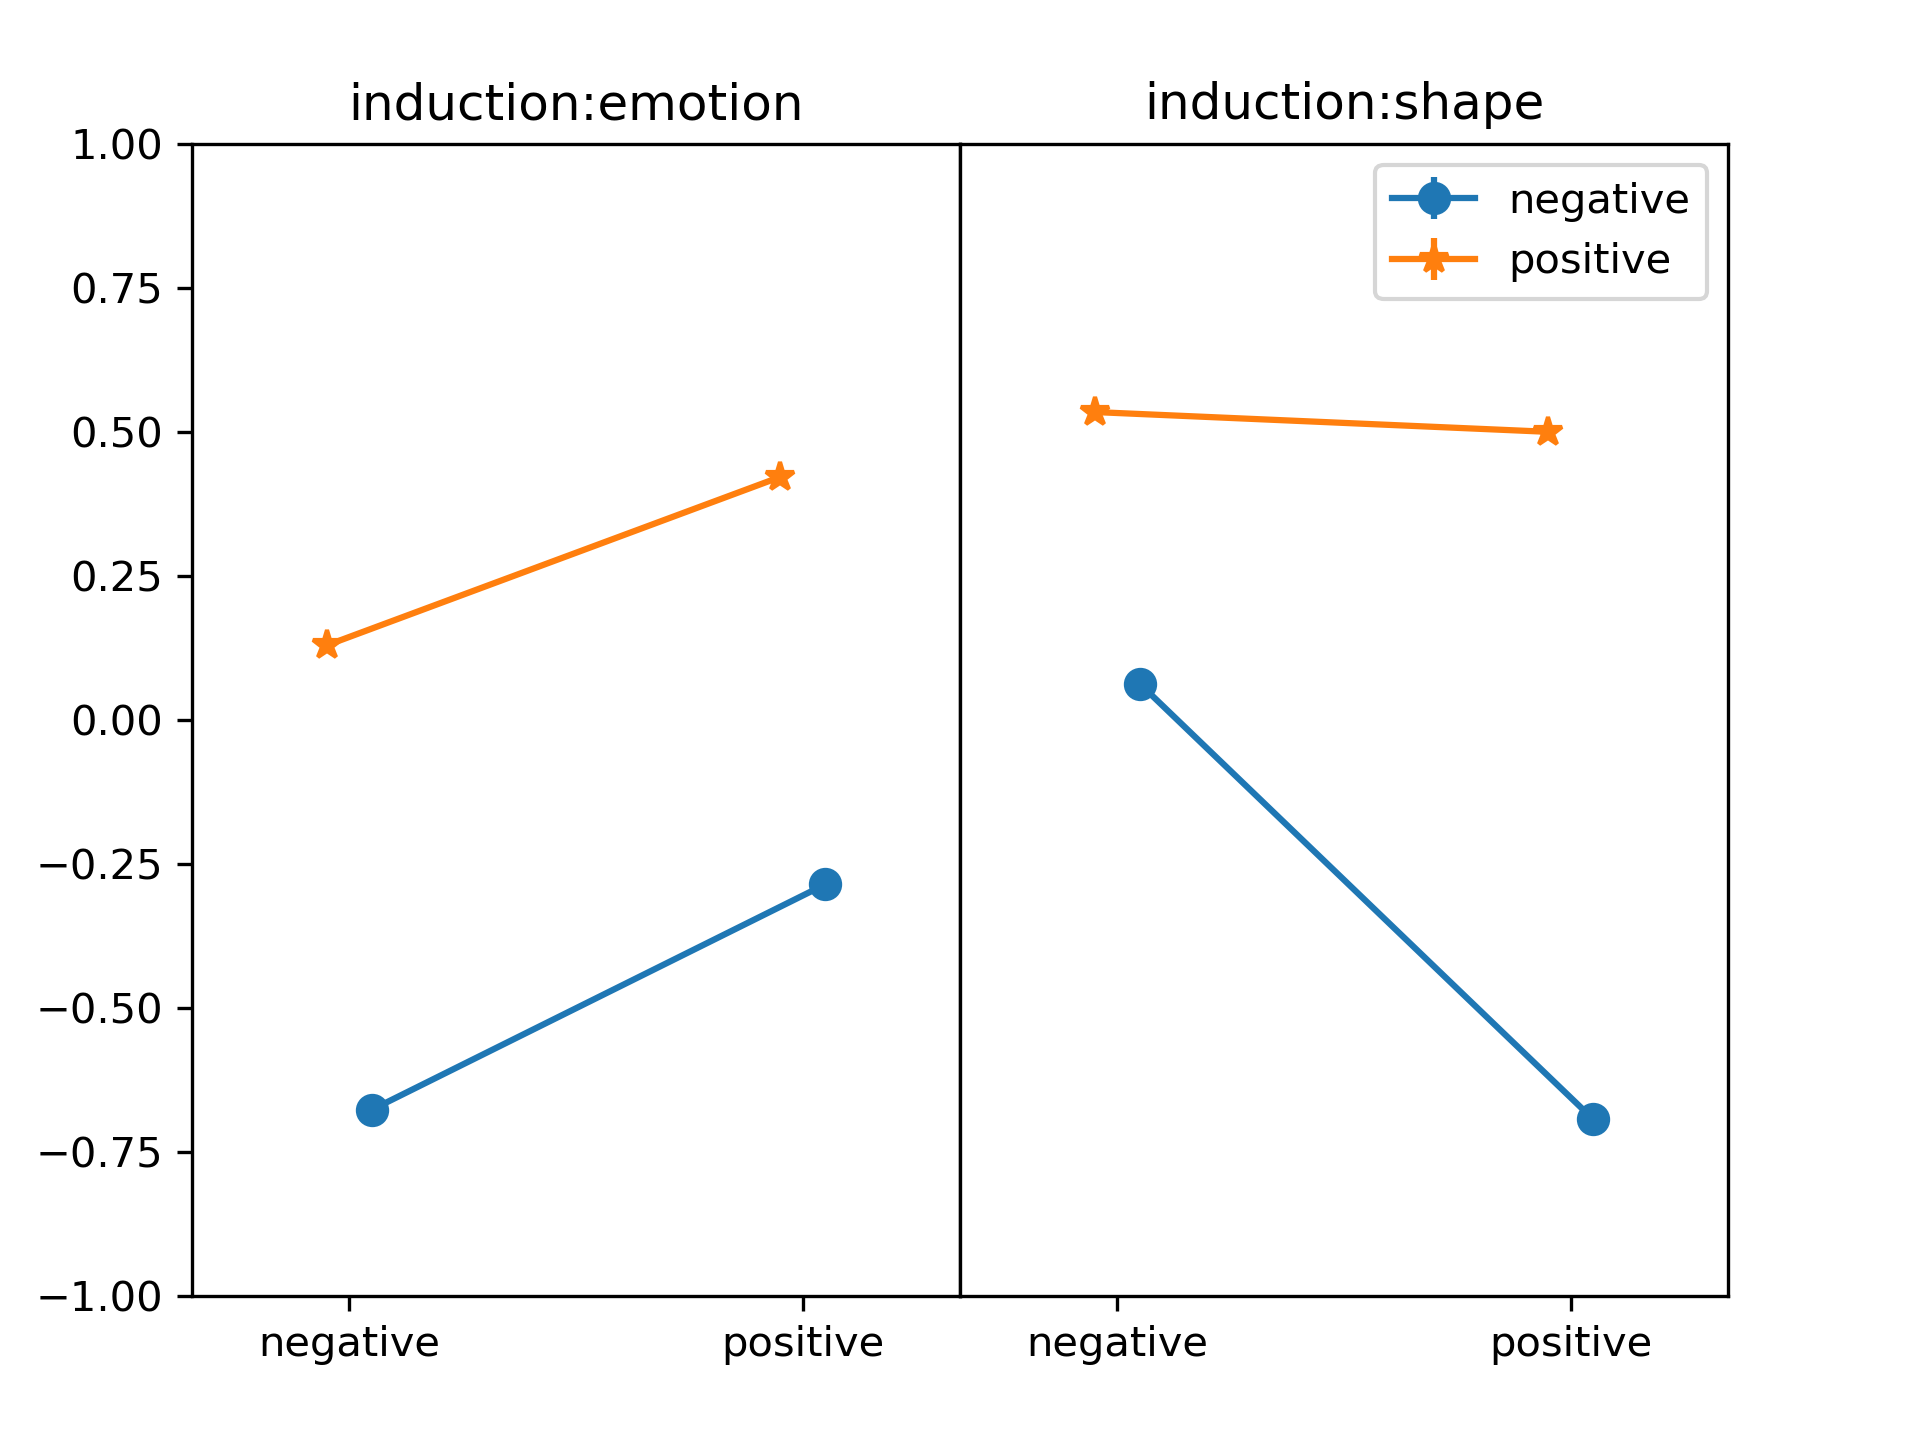 induction:emotion
induction:shape
1.00
0.75
0.50
0.25
0.00
−0.25
−0.50
−0.75
−1.00
negative
positive
negative
positive
negative
positive